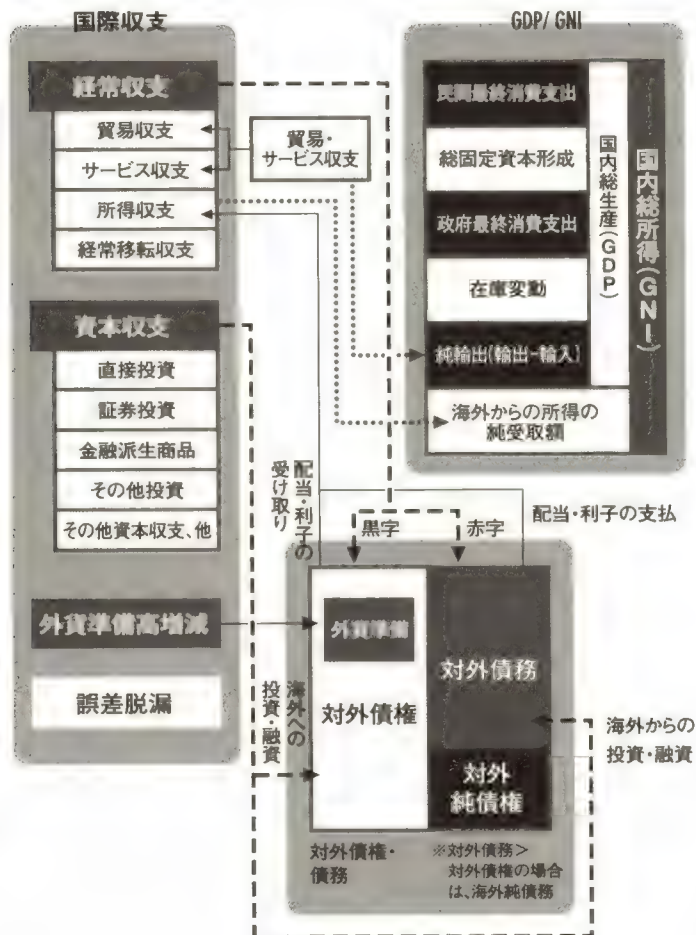 国際収支
経常収支
貿易収支
サービス収支
所得収支
経常移転収支
貿易・
サービス収支
資本収支
直接投資
証券投資
金融派生商品
その他投資
その他資本収支、他
外貨準備高増減
誤差脱漏
GDP/GNI
民間最終消費支出
総固定資本形成
政府最終消費支出
在庫変動
純輸出(輸出-輸入)
海外からの所得の
純受取額
国内総生産(GDP)
国内総所得(GNI)
配当・利子の
受け取り
黒字
赤字
配当・利子の支払
外貨準備
対外債権
対外債務
対外
純債権
海外への
投資・融資
海外からの
投資・融資
対外債権・
債務
※対外債務>
対外債権の場合
は、海外純債務